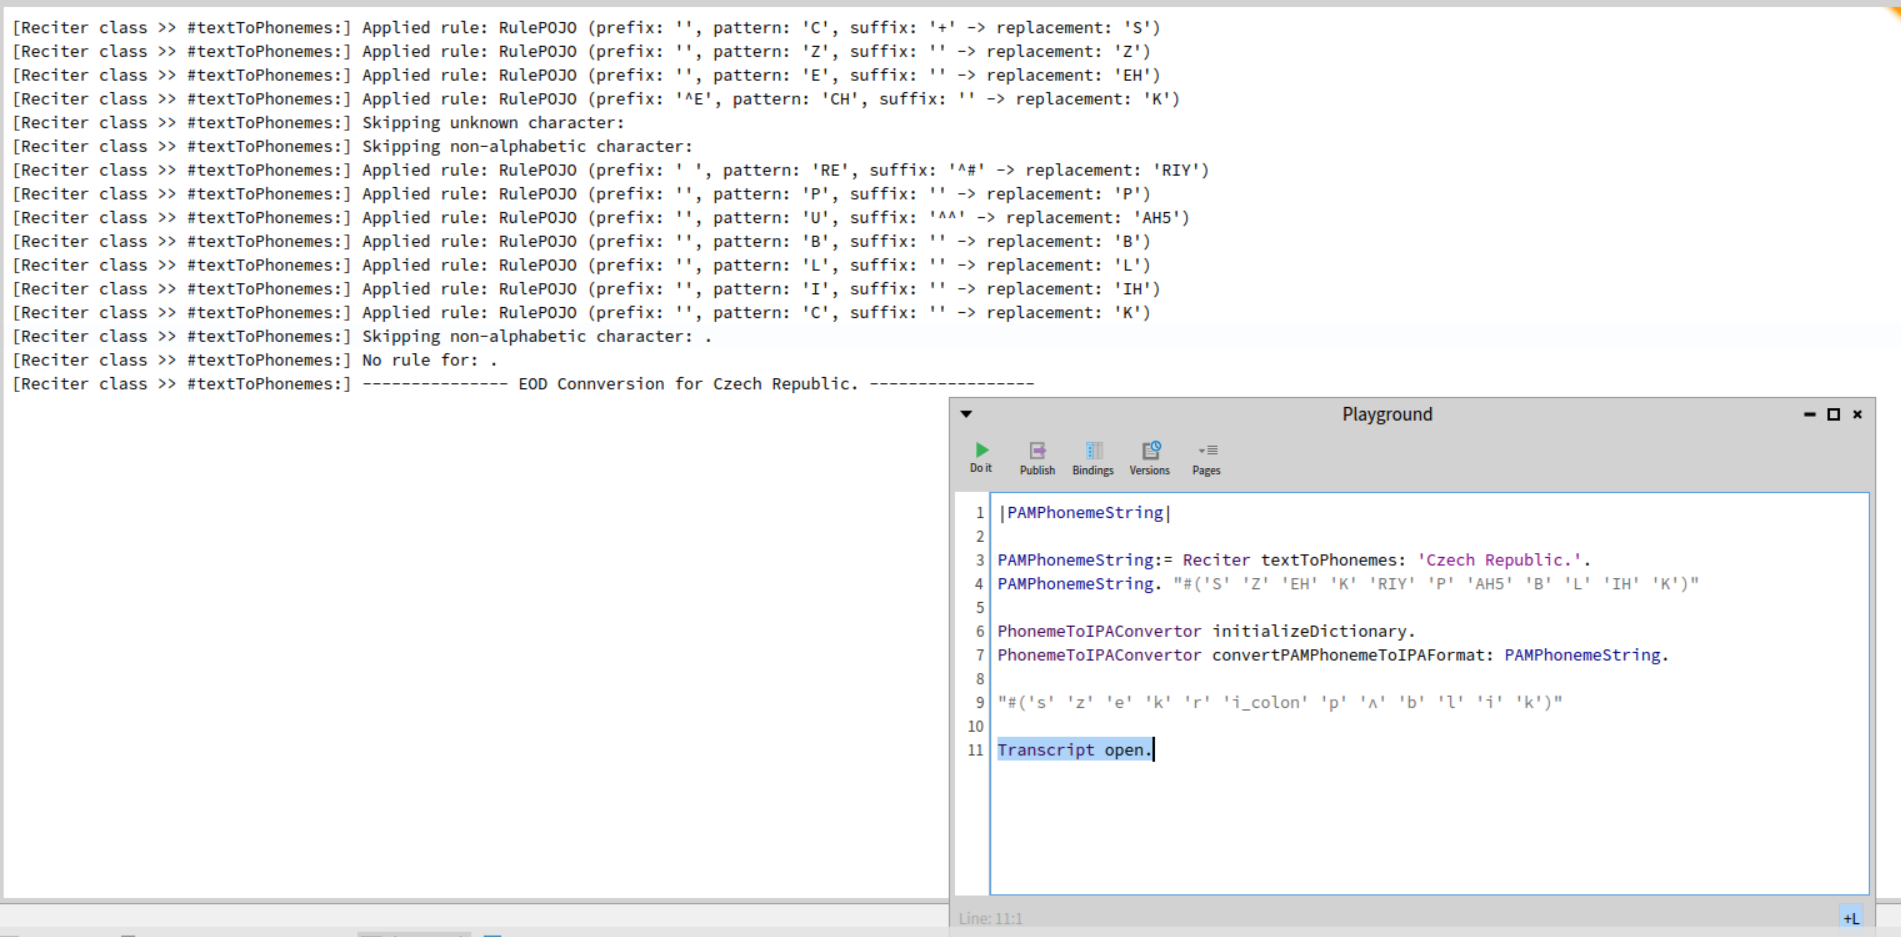 [Reciter class >> #textToPhonemes:] Applied rule: RulePOJO (prefix: '', pattern: 'C', suffix: '+' -> replacement: 'S')
[Reciter class >> #textToPhonemes:] Applied rule: RulePOJO (prefix: '', pattern: 'Z', suffix: '' -> replacement: 'Z')
[Reciter class >> #textToPhonemes:] Applied rule: RulePOJO (prefix: '', pattern: 'E', suffix: '' -> replacement: 'EH')
[Reciter class >> #textToPhonemes:] Applied rule: RulePOJO (prefix: '^E', pattern: 'CH', suffix: '' -> replacement: 'K')
[Reciter class >> #textToPhonemes:] Skipping unknown character:
[Reciter class >> #textToPhonemes:] Skipping non-alphabetic character:
[Reciter class >> #textToPhonemes:] Applied rule: RulePOJO (prefix: ' ', pattern: 'RE', suffix: '^#' -> replacement: 'RIY')
[Reciter class >> #textToPhonemes:] Applied rule: RulePOJO (prefix: '', pattern: 'P', suffix: '' -> replacement: 'P')
[Reciter class >> #textToPhonemes:] Applied rule: RulePOJO (prefix: '', pattern: 'U', suffix: '^^' -> replacement: 'AH5')
[Reciter class >> #textToPhonemes:] Applied rule: RulePOJO (prefix: '', pattern: 'B', suffix: '' -> replacement: 'B')
[Reciter class >> #textToPhonemes:] Applied rule: RulePOJO (prefix: '', pattern: 'L', suffix: '' -> replacement: 'L')
[Reciter class >> #textToPhonemes:] Applied rule: RulePOJO (prefix: '', pattern: 'I', suffix: '' -> replacement: 'IH')
[Reciter class >> #textToPhonemes:] Applied rule: RulePOJO (prefix: '', pattern: 'C', suffix: '' -> replacement: 'K')
[Reciter class >> #textToPhonemes:] Skipping non-alphabetic character: .
[Reciter class >> #textToPhonemes:] No rule for: .
[Reciter class >> #textToPhonemes:] --------------- EOD Connversion for Czech Republic. -----------------
Playground
Do it Publish Bindings Versions Pages
1 |PAMPhonemeString|
2
3 PAMPhonemeString:= Reciter textToPhonemes: 'Czech Republic.'.
4 PAMPhonemeString. "#('S' 'Z' 'EH' 'K' 'RIY' 'P' 'AH5' 'B' 'L' 'IH' 'K')"
5
6 PhonemeToIPAConvertor initializeDictionary.
7 PhonemeToIPAConvertor convertPAMPhonemeToIPAFormat: PAMPhonemeString.
8
9 "#('s' 'z' 'e' 'k' 'r' 'i_colon' 'p' 'ʌ' 'b' 'l' 'i' 'k')"
10
11 Transcript open.
Line: 11:1 +L